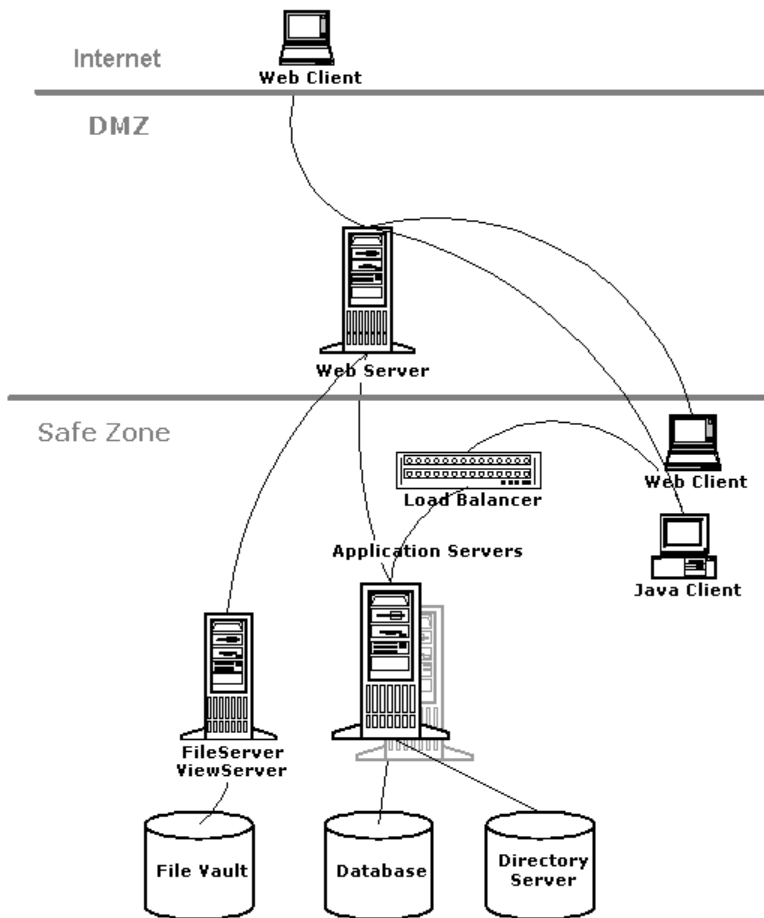 Internet
Web Client
DMZ
Web Server
Safe Zone
Load Balancer
Web Client
Application Servers
Java Client
FileServer
ViewServer
File Vault
Database
Directory
Server